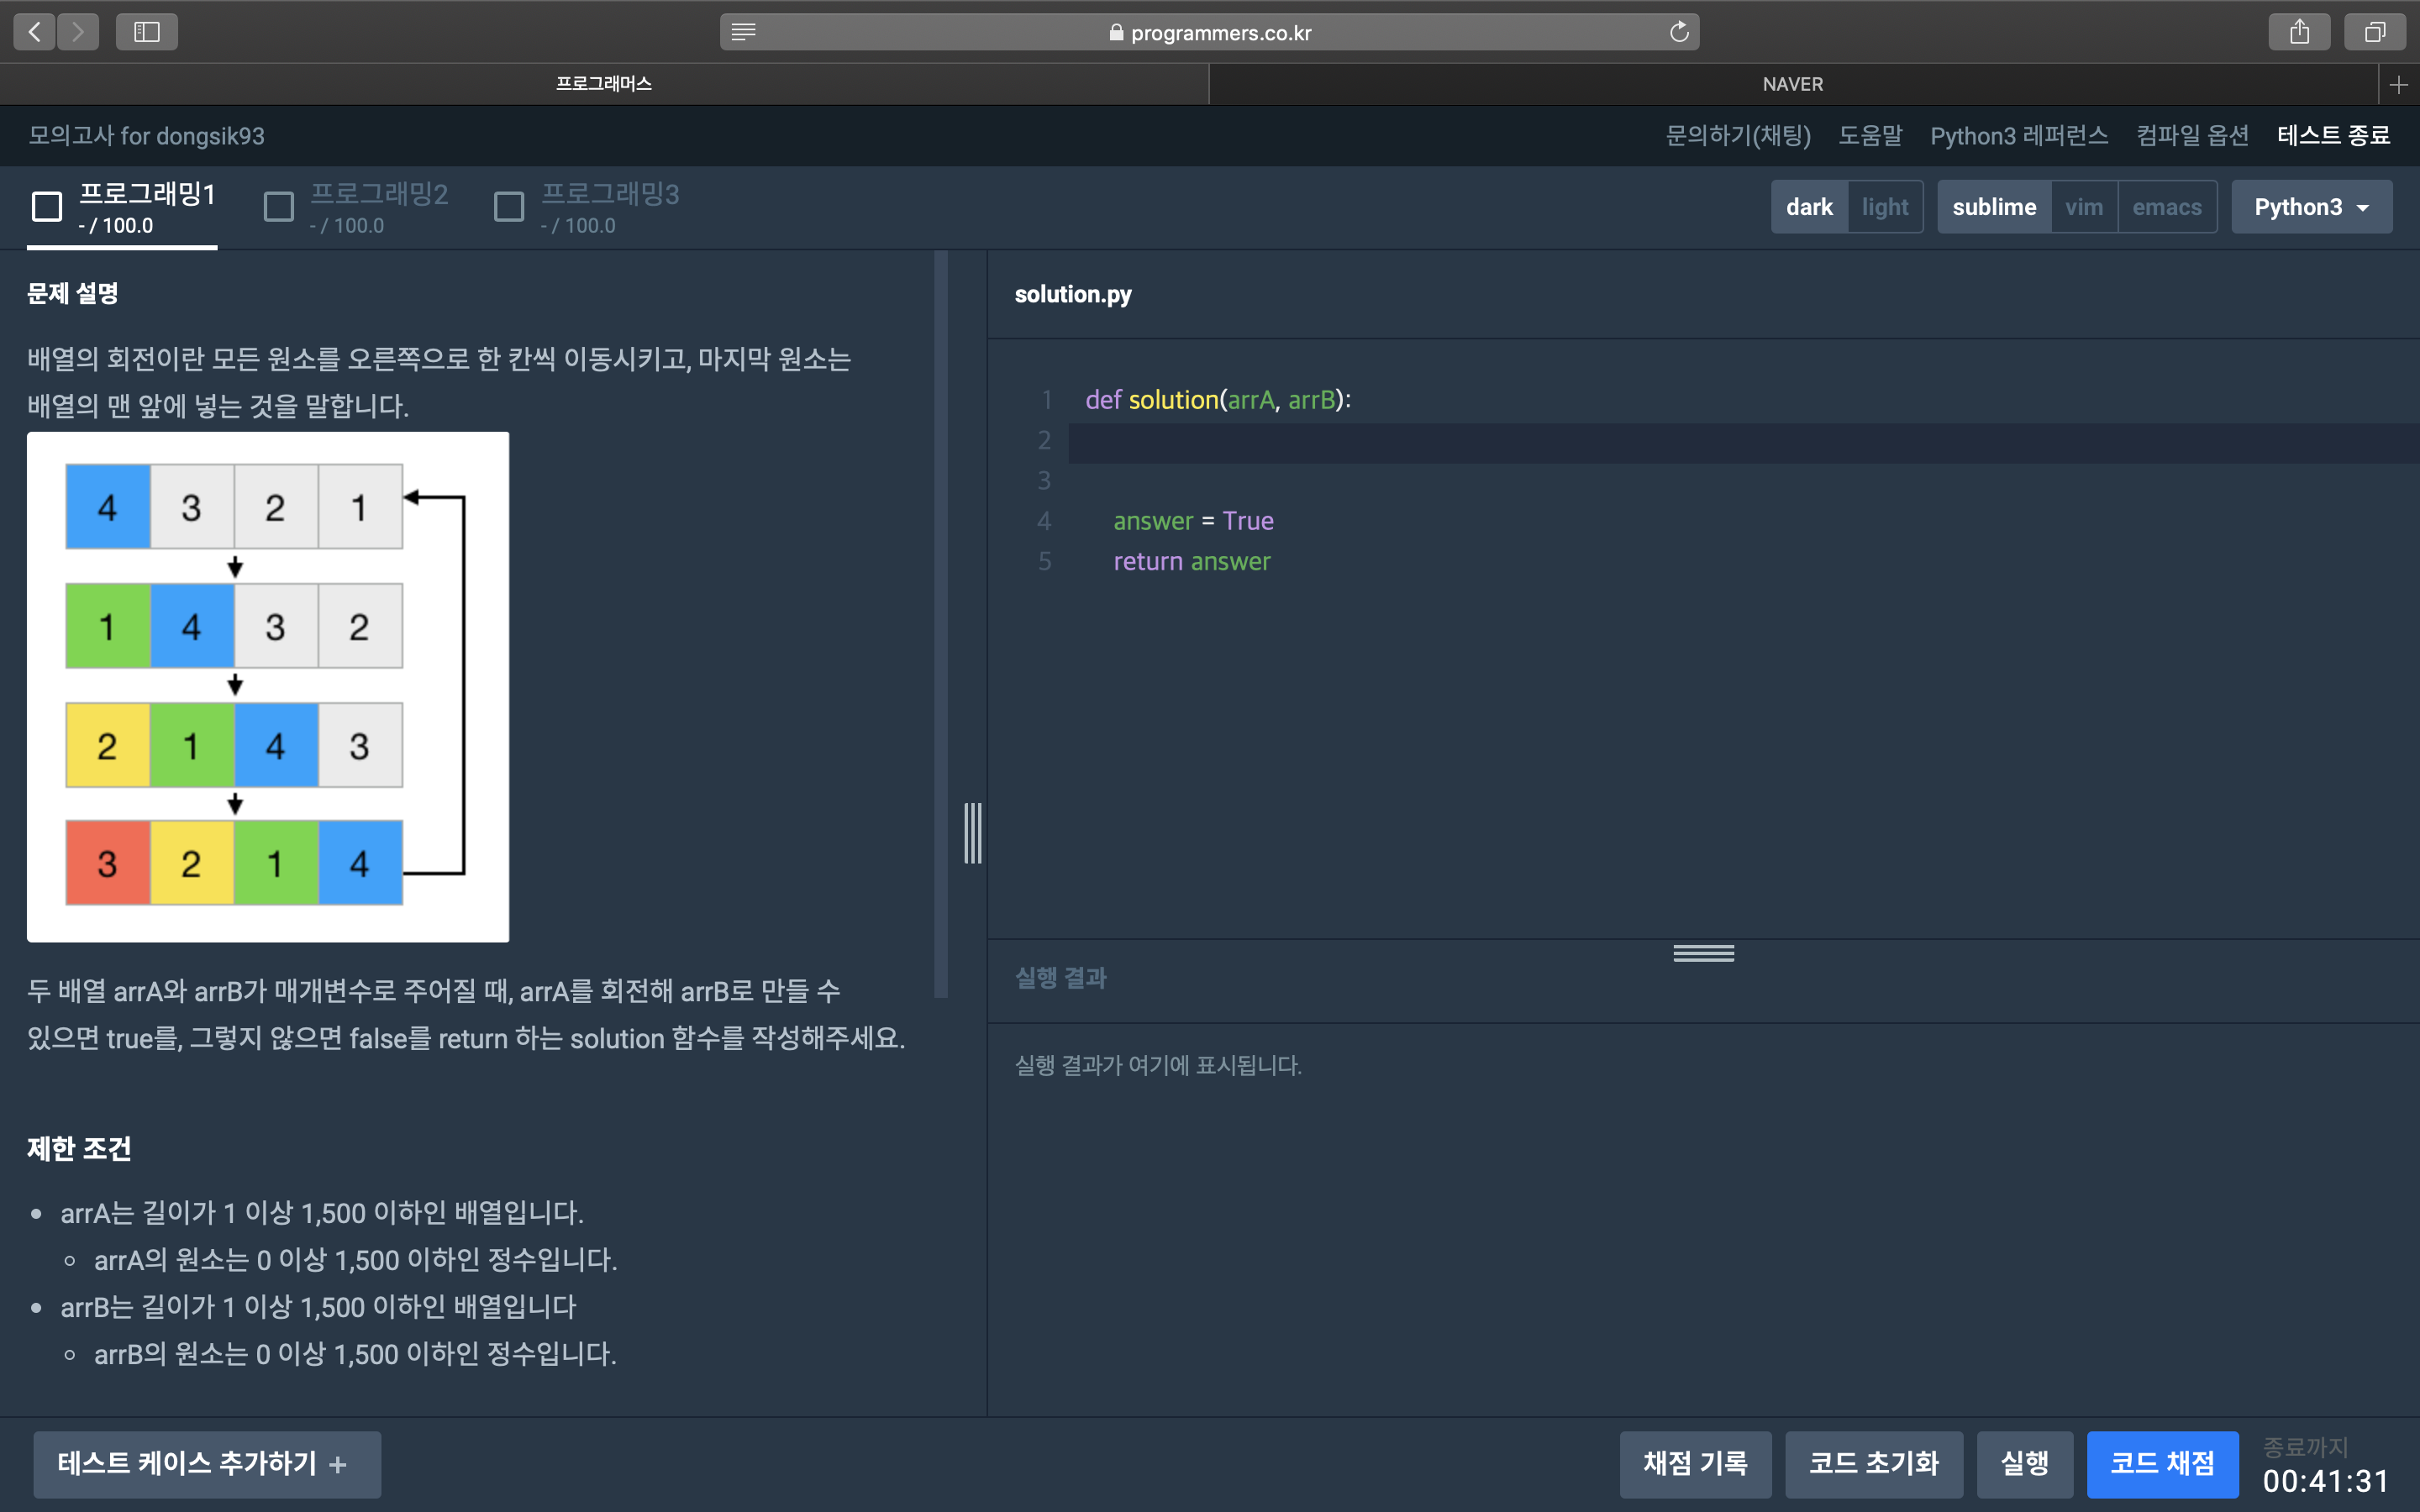 programmers.co.kr
프로그래머스
NAVER
모의고사 for dongsik93
문의하기(채팅) 도움말 Python3 레퍼런스 컴파일 옵션 테스트 종료
프로그래밍1
- / 100.0
프로그래밍2
- / 100.0
프로그래밍3
- / 100.0
dark light
sublime vim emacs
Python3
문제 설명
배열의 회전이란 모든 원소를 오른쪽으로 한 칸씩 이동시키고, 마지막 원소는
배열의 맨 앞에 넣는 것을 말합니다.
4 3 2 1
1 4 3 2
2 1 4 3
3 2 1 4
두 배열 arrA와 arrB가 매개변수로 주어질 때, arrA를 회전해 arrB로 만들 수
있으면 true를, 그렇지 않으면 false를 return 하는 solution 함수를 작성해주세요.
제한 조건
arrA는 길이가 1 이상 1,500 이하인 배열입니다.
arrA의 원소는 0 이상 1,500 이하인 정수입니다.
arrB는 길이가 1 이상 1,500 이하인 배열입니다
arrB의 원소는 0 이상 1,500 이하인 정수입니다.
solution.py
1 def solution(arrA, arrB):
2
3
4 answer = True
5 return answer
실행 결과
실행 결과가 여기에 표시됩니다.
테스트 케이스 추가하기 +
채점 기록
코드 초기화
실행
코드 채점
종료까지
00:41:31